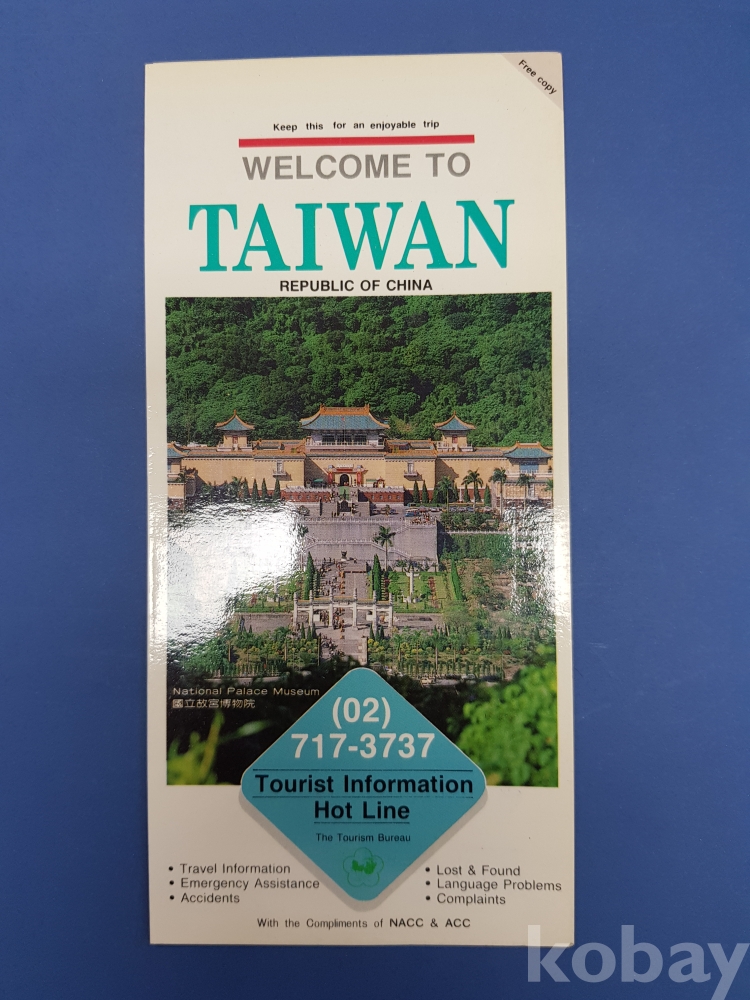 Free copy
Keep this for an enjoyable trip
WELCOME TO
TAIWAN
REPUBLIC OF CHINA
National Palace Museum
國立故宮博物院
(02)
717-3737
Tourist Information
Hot Line
The Tourism Bureau
• Travel Information
• Emergency Assistance
• Accidents
• Lost & Found
• Language Problems
• Complaints
With the Compliments of NACC & ACC
kobay